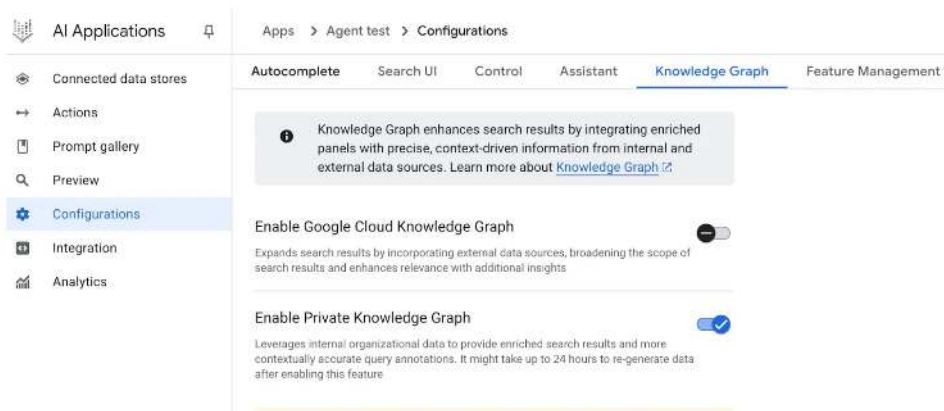 AI Applications
Apps > Agent test > Configurations
Connected data stores
Actions
Prompt gallery
Preview
Configurations
Integration
Analytics
Autocomplete Search UI Control Assistant Knowledge Graph Feature Management
Knowledge Graph enhances search results by integrating enriched
panels with precise, context-driven information from internal and
external data sources. Learn more about Knowledge Graph
Enable Google Cloud Knowledge Graph
Expands search results by incorporating external data sources, broadening the scope of
search results and enhances relevance with additional insights
Enable Private Knowledge Graph
Leverages internal organizational data to provide enriched search results and more
contextually accurate query annotations. It might take up to 24 hours to re-generate data
after enabling this feature